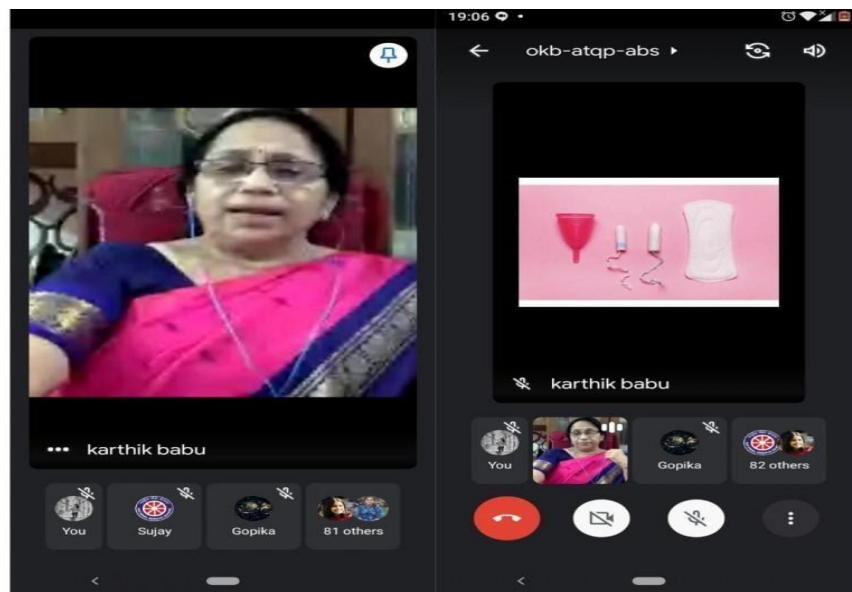 karthik babu
You
Sujay
Gopika
81 others
19:06
okb-atqp-abs
karthik babu
You
Gopika
82 others